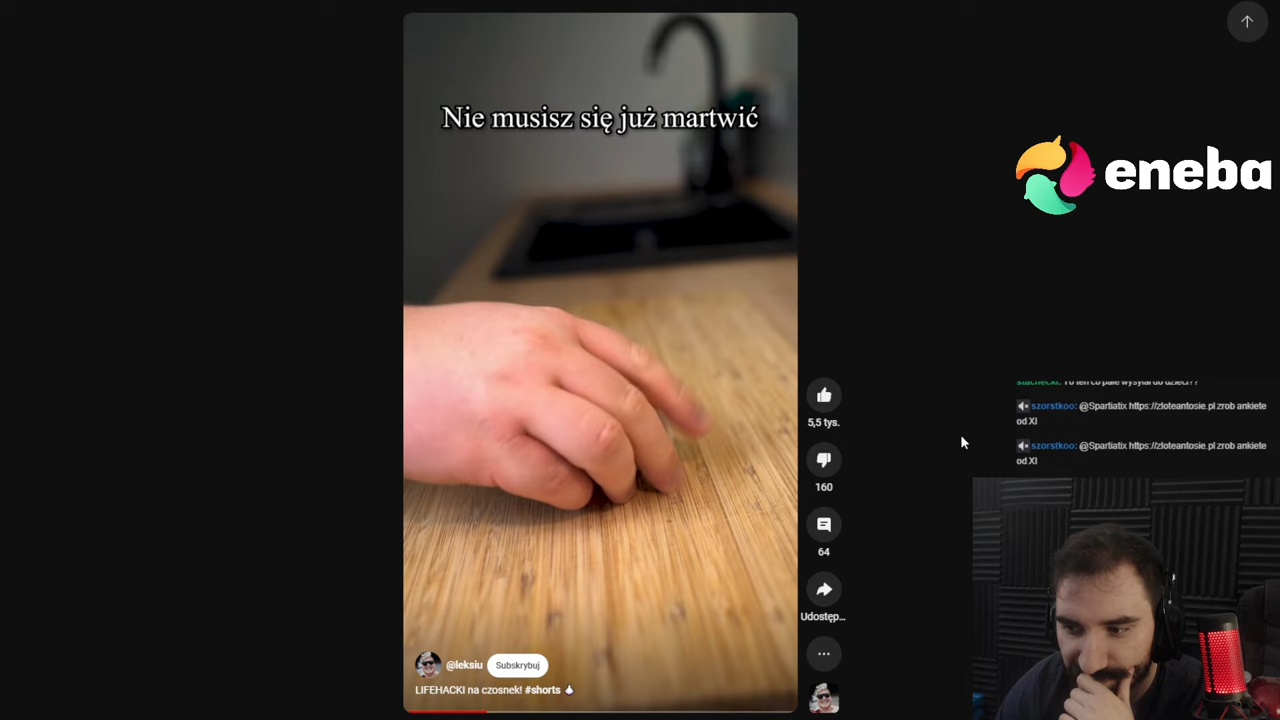 Nie musisz się już martwić
eneba
szorstkoo: @Spartiatix https://zloteantosie.pl zrob ankiete
od XI
szorstkoo: @Spartiatix https://zloteantosie.pl zrob ankiete
od XI
5,5 tys.
160
64
Udostęp...
@leksiu Subskrybuj
LIFEHACKI na czosnek! #shorts